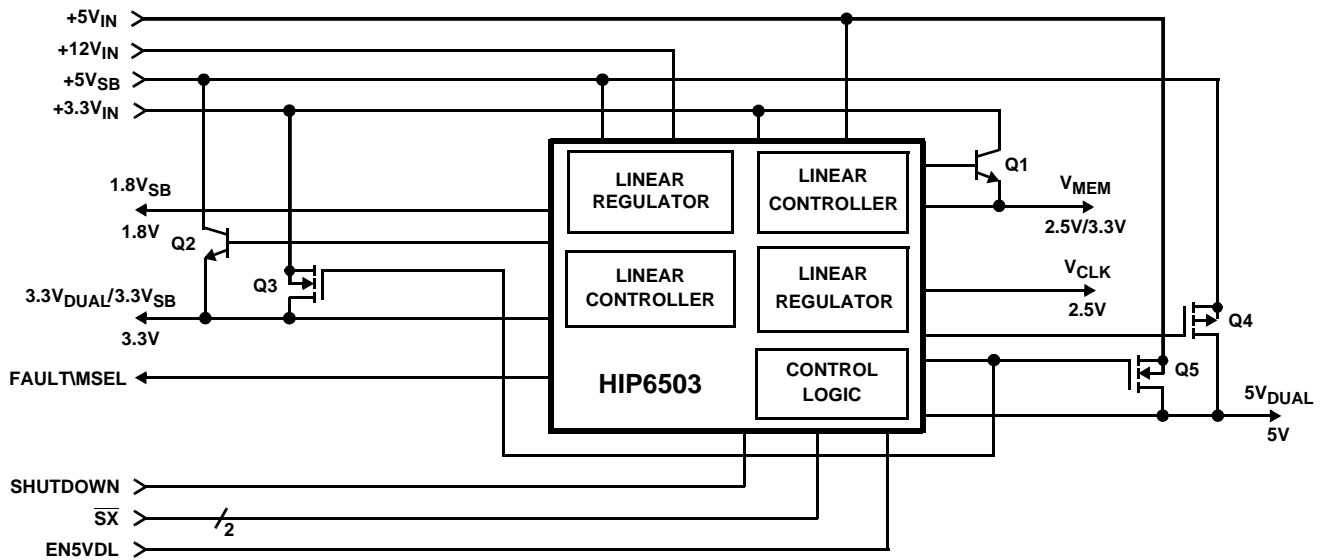 +5V_IN
+12V_IN
+5V_SB
+3.3V_IN
1.8V_SB
1.8V
Q2
Q3
3.3V_DUAL/3.3V_SB
3.3V
FAULT\MSEL
LINEAR
REGULATOR
LINEAR
CONTROLLER
LINEAR
CONTROLLER
LINEAR
REGULATOR
HIP6503
CONTROL
LOGIC
Q1
V_MEM
2.5V/3.3V
V_CLK
2.5V
Q4
Q5
5V_DUAL
5V
SHUTDOWN
S̅X̅
2
EN5VDL